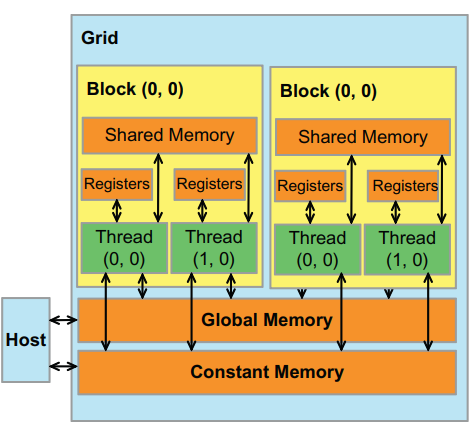 Grid
Block (0, 0)
Shared Memory
Registers
Registers
Thread
(0, 0)
Thread
(1, 0)
Block (0, 0)
Shared Memory
Registers
Registers
Thread
(0, 0)
Thread
(1, 0)
Host
Global Memory
Constant Memory